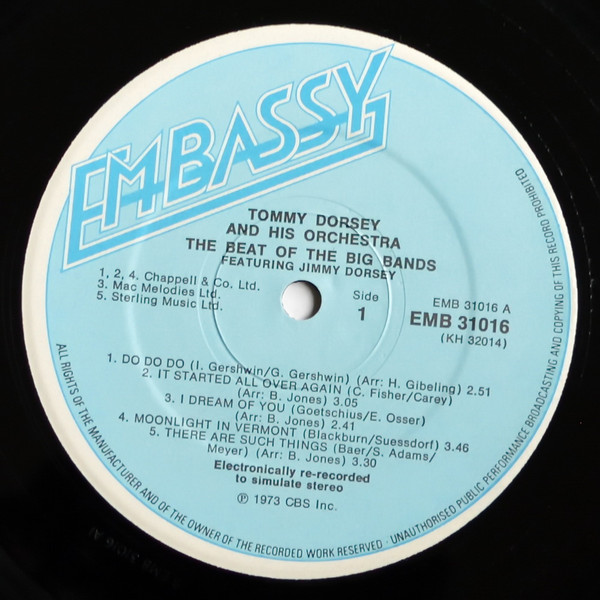 EMBASSY
TOMMY DORSEY
AND HIS ORCHESTRA
THE BEAT OF THE BIG BANDS
FEATURING JIMMY DORSEY
1, 2, 4. Chappell & Co. Ltd.
3. Mac Melodies Ltd.
5. Sterling Music Ltd.
Side
1
EMB 31016 A
EMB 31016
(KH 32014)
1. DO DO DO (I. Gershwin/G. Gershwin) (Arr: H. Gibeling) 2.51
2. IT STARTED ALL OVER AGAIN (C. Fisher/Carey)
(Arr: B. Jones) 3.05
3. I DREAM OF YOU (Goetschius/E. Osser)
(Arr: B. Jones) 2.41
4. MOONLIGHT IN VERMONT (Blackburn/Suessdorf) 3.46
5. THERE ARE SUCH THINGS (Baer/S. Adams/
Meyer) (Arr: B. Jones) 3.30
Electronically re-recorded
to simulate stereo
℗ 1973 CBS Inc.
ALL RIGHTS OF THE MANUFACTURER AND OF THE OWNER OF THE RECORDED WORK RESERVED · UNAUTHORISED PUBLIC PERFORMANCE BROADCASTING AND COPYING OF THIS RECORD PROHIBITED